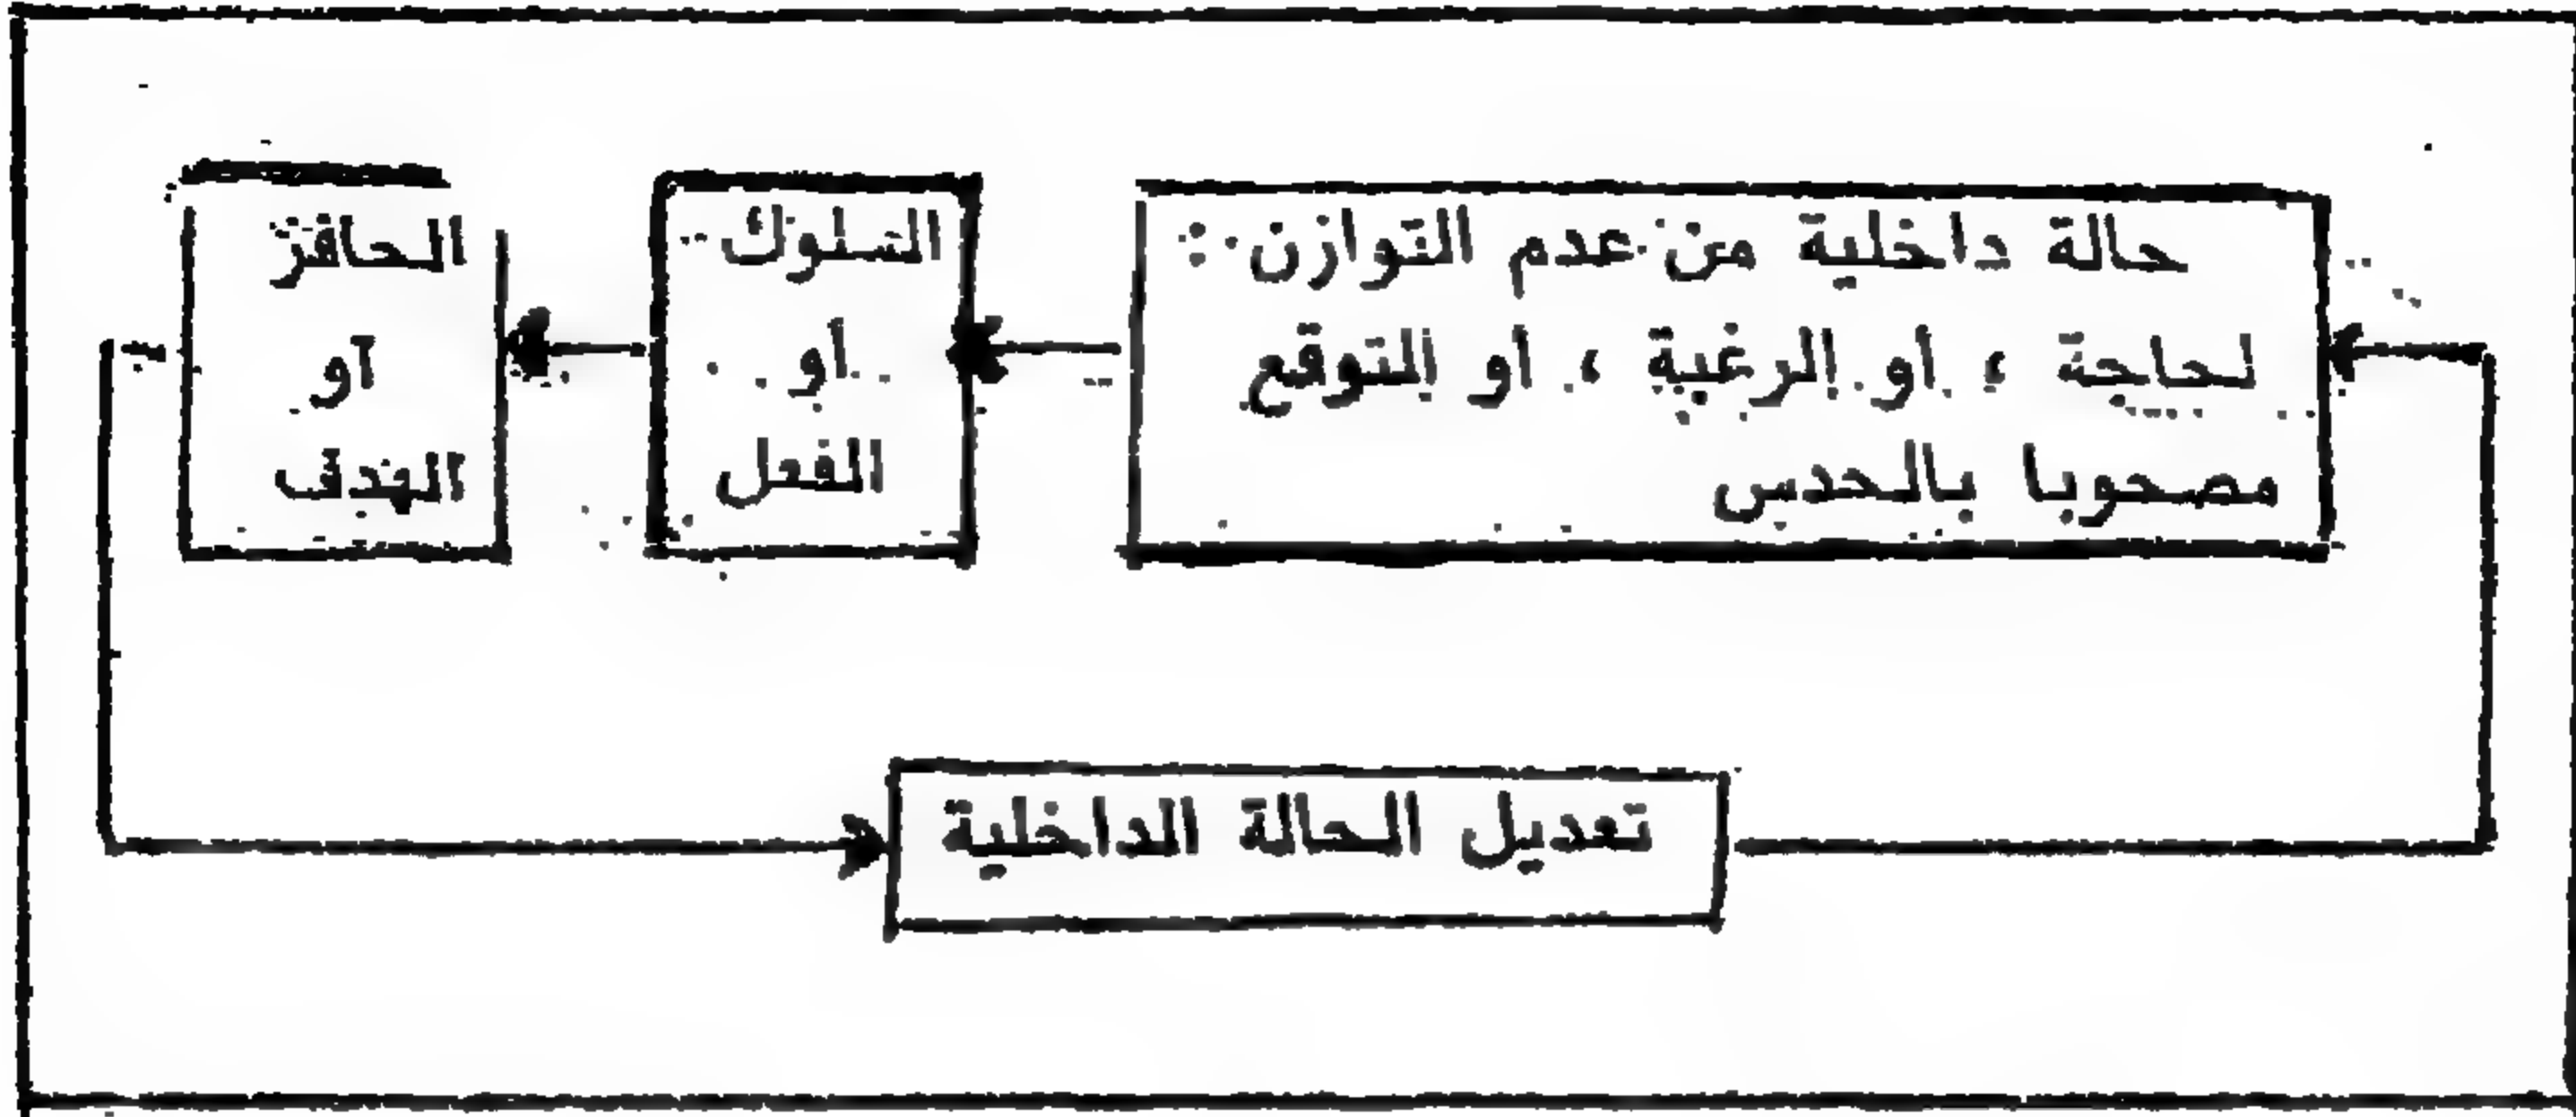 حالة داخلية من عدم التوازن :
لحاجة ، أو الرغبة ، أو التوقع
مصحوبا بالحدس
السلوك
أو
الفعل
الحافز
أو
الهدف
تعديل الحالة الداخلية